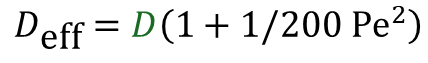 D_eff = D(1 + 1/200 Pe²)